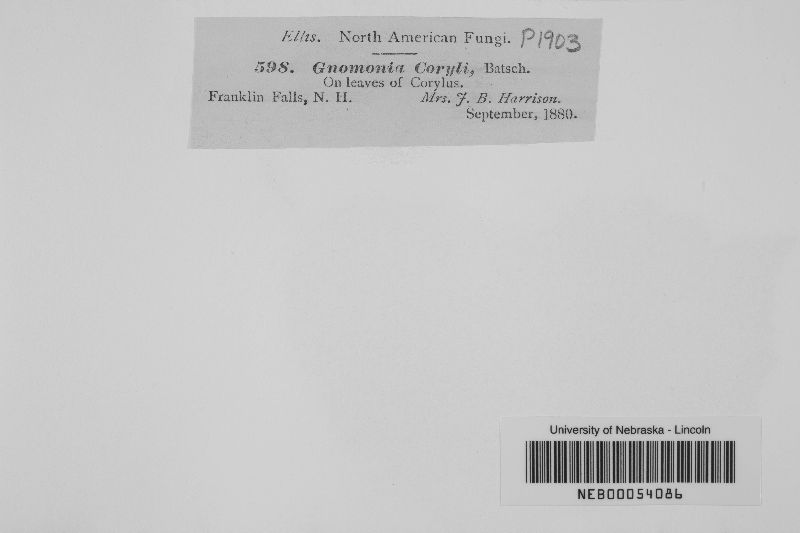 Ellis. North American Fungi. P1903
598. Gnomonia Coryli, Batsch.
On leaves of Corylus.
Franklin Falls, N. H. Mrs. J. B. Harrison.
September, 1880.
University of Nebraska - Lincoln
NEB00054086